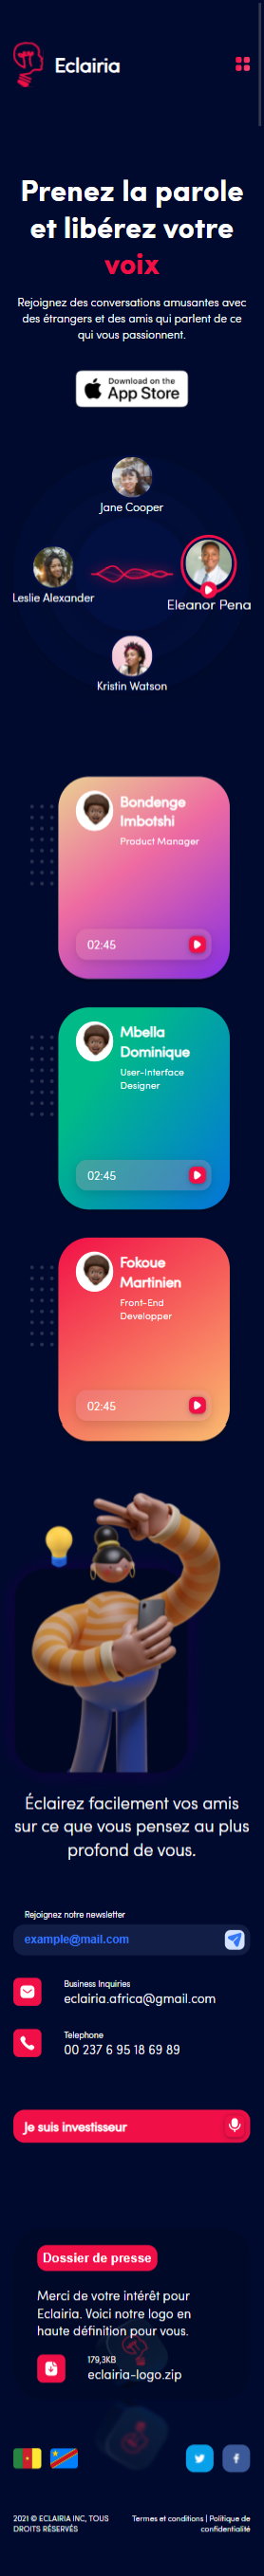 Eclairia
Prenez la parole
et libérez votre
voix
Rejoignez des conversations amusantes avec
des étrangers et des amis qui parlent de ce
qui vous passionnent.
Download on the
App Store
Jane Cooper
Leslie Alexander
Eleanor Pena
Kristin Watson
Bondenge
Imbotshi
Product Manager
02:45
Mbella
Dominique
User-Interface
Designer
02:45
Fokoue
Martinien
Front-End
Developper
02:45
Éclairez facilement vos amis
sur ce que vous pensez au plus
profond de vous.
Rejoignez notre newsletter
example@mail.com
Business Inquiries
eclairia.africa@gmail.com
Telephone
00 237 6 95 18 69 89
Je suis investisseur
Dossier de presse
Merci de votre intérêt pour
Eclairia. Voici notre logo en
haute définition pour vous.
179,3KB
eclairia-logo.zip
2021 © ECLAIRIA INC, TOUS
DROITS RÉSERVÉS
Termes et conditions | Politique de
confidentialité